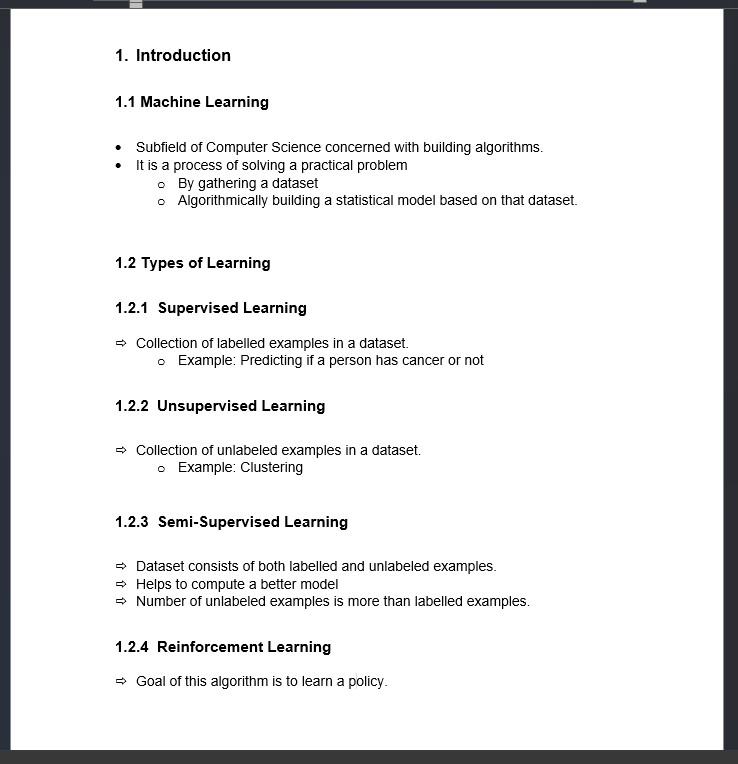 1. Introduction
1.1 Machine Learning
• Subfield of Computer Science concerned with building algorithms.
• It is a process of solving a practical problem
o By gathering a dataset
o Algorithmically building a statistical model based on that dataset.
1.2 Types of Learning
1.2.1 Supervised Learning
⇨ Collection of labelled examples in a dataset.
o Example: Predicting if a person has cancer or not
1.2.2 Unsupervised Learning
⇨ Collection of unlabeled examples in a dataset.
o Example: Clustering
1.2.3 Semi-Supervised Learning
⇨ Dataset consists of both labelled and unlabeled examples.
⇨ Helps to compute a better model
⇨ Number of unlabeled examples is more than labelled examples.
1.2.4 Reinforcement Learning
⇨ Goal of this algorithm is to learn a policy.